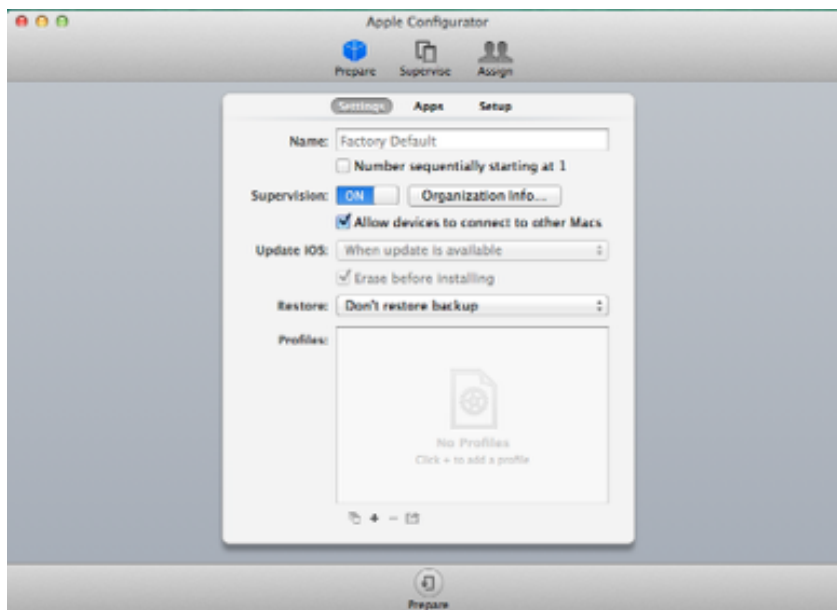 Apple Configurator
Prepare Supervise Assign
Settings Apps Setup
Name: Factory Default
Number sequentially starting at 1
Supervision: ON Organization Info...
Allow devices to connect to other Macs
Update iOS: When update is available
Erase before installing
Restore: Don't restore backup
Profiles:
No Profiles
Click + to add a profile
Prepare